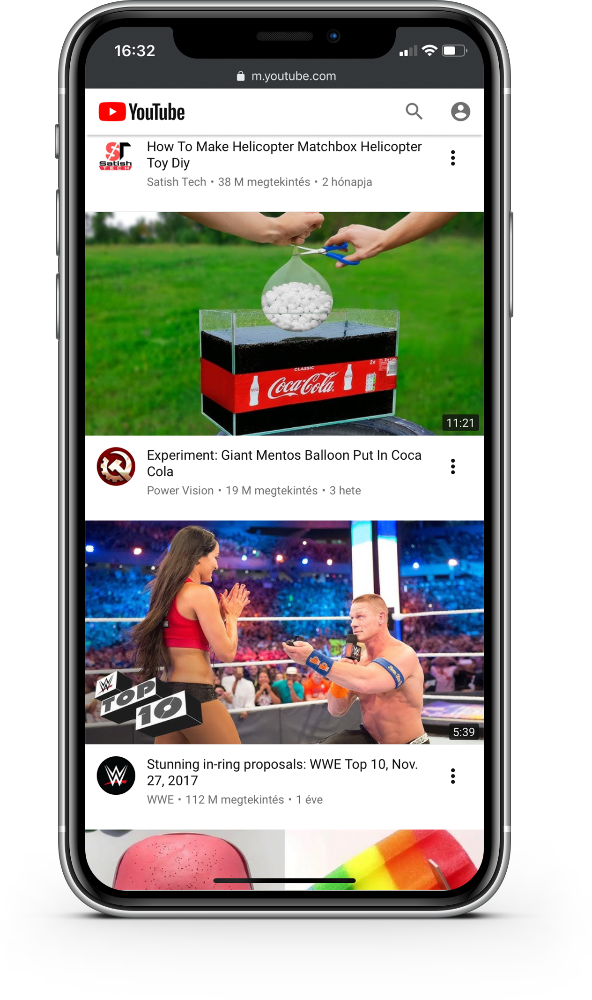 16:32
m.youtube.com
YouTube
ST
Satish
TECH
How To Make Helicopter Matchbox Helicopter
Toy Diy
Satish Tech • 38 M megtekintés • 2 hónapja
CLASSIC
Coca-Cola
11:21
Experiment: Giant Mentos Balloon Put In Coca
Cola
Power Vision • 19 M megtekintés • 3 hete
W
TOP
10
5:39
W
Stunning in-ring proposals: WWE Top 10, Nov.
27, 2017
WWE • 112 M megtekintés • 1 éve